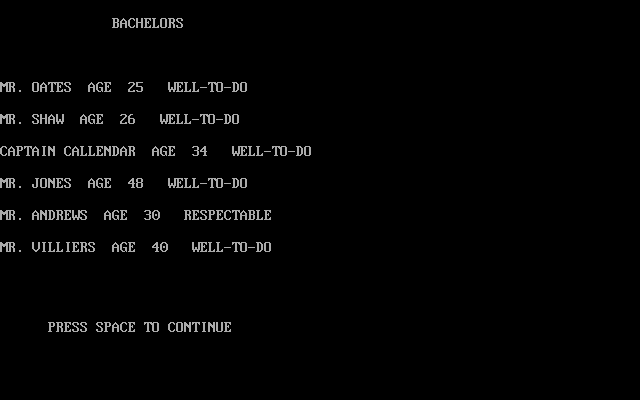 BACHELORS
MR. OATES  AGE  25   WELL-TO-DO
MR. SHAW  AGE  26   WELL-TO-DO
CAPTAIN CALLENDAR  AGE  34   WELL-TO-DO
MR. JONES  AGE  48   WELL-TO-DO
MR. ANDREWS  AGE  30   RESPECTABLE
MR. VILLIERS  AGE  40   WELL-TO-DO
PRESS SPACE TO CONTINUE